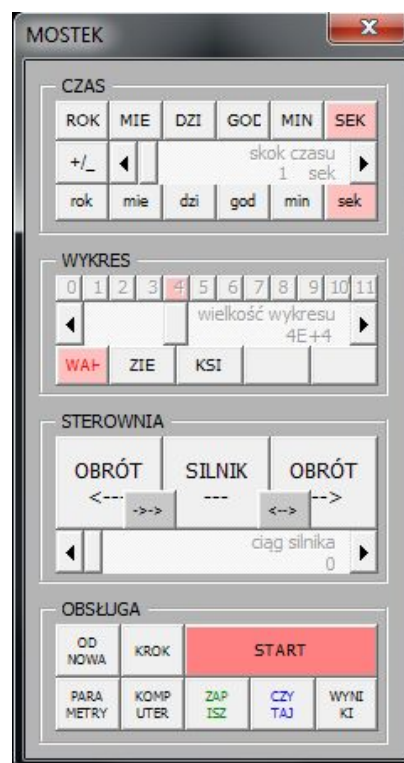 MOSTEK
CZAS
ROK MIE DZI GOD MIN SEK
+/_ skok czasu
1 sek
rok mie dzi god min sek
WYKRES
0 1 2 3 4 5 6 7 8 9 10 11
wielkość wykresu
4E+4
WAH ZIE KSI
STEROWNIA
OBRÓT SILNIK OBRÓT
<--- --- -->
->-> <-->
ciąg silnika
0
OBSŁUGA
OD NOWA KROK START
PARA METRY KOMP UTER ZAP ISZ CZY TAJ WYNI KI